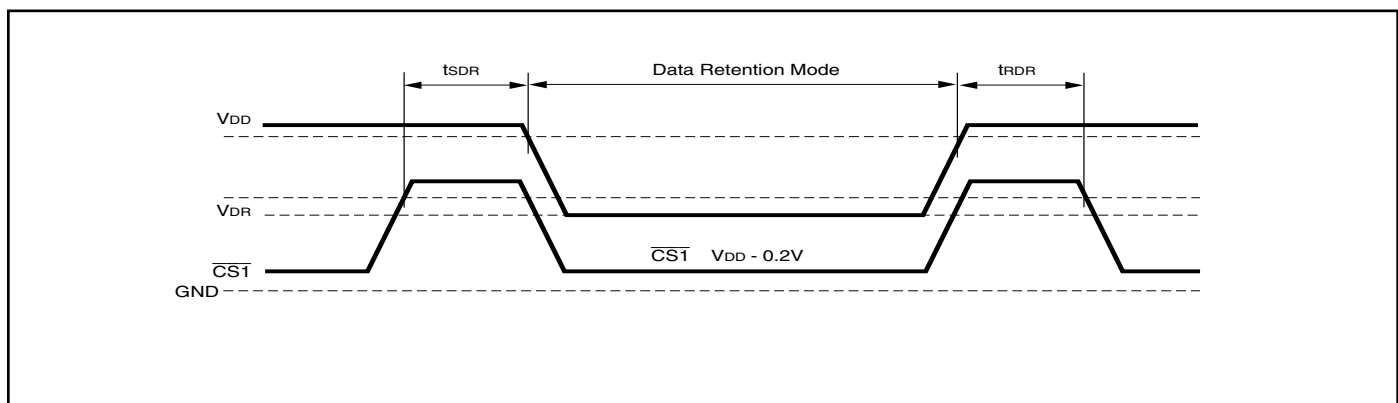 tSDR Data Retention Mode tRDR
VDD
VDR
CS1 VDD - 0.2V
CS1
GND